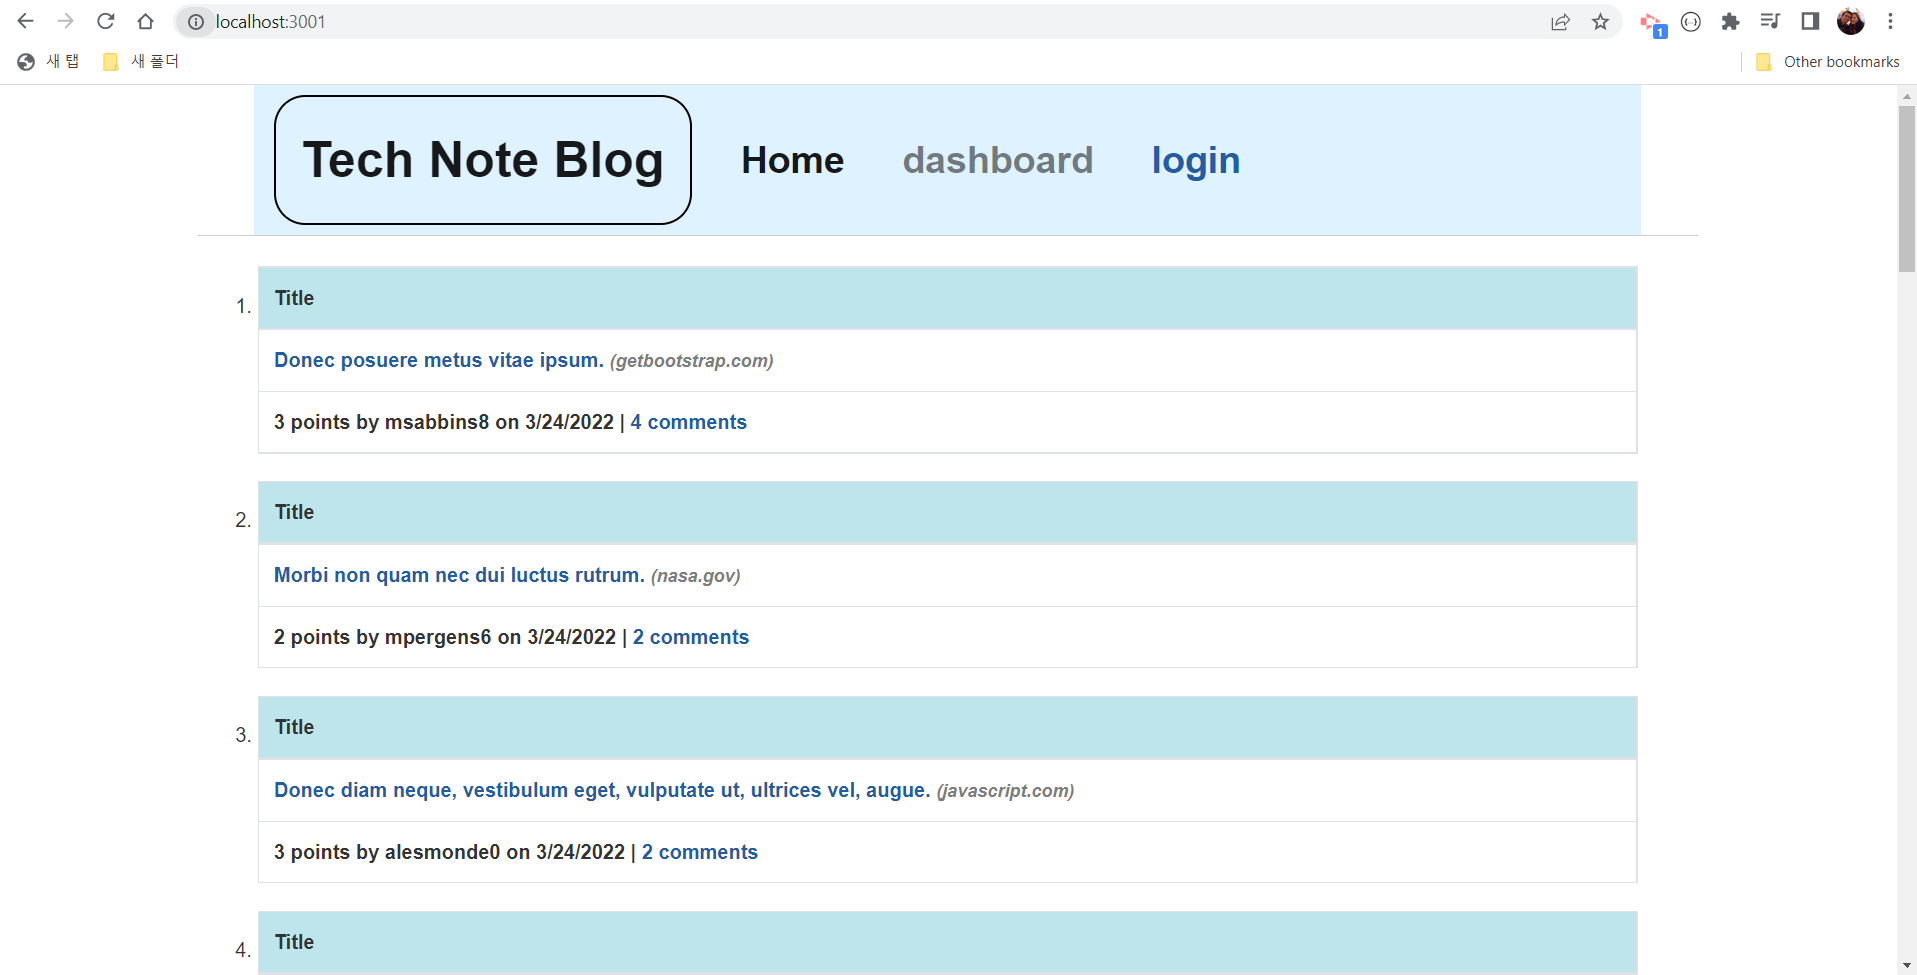 localhost:3001
1
새 탭 새 폴더 Other bookmarks
Tech Note Blog Home dashboard login
1. Title
Donec posuere metus vitae ipsum. (getbootstrap.com)
3 points by msabbins8 on 3/24/2022 | 4 comments
2. Title
Morbi non quam nec dui luctus rutrum. (nasa.gov)
2 points by mpergens6 on 3/24/2022 | 2 comments
3. Title
Donec diam neque, vestibulum eget, vulputate ut, ultrices vel, augue. (javascript.com)
3 points by alesmonde0 on 3/24/2022 | 2 comments
4. Title